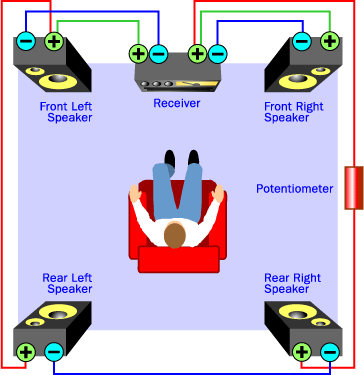 − + + − + − − +
Front Left
Speaker
Receiver
Front Right
Speaker
Potentiometer
Rear Left
Speaker
Rear Right
Speaker
+ − + −